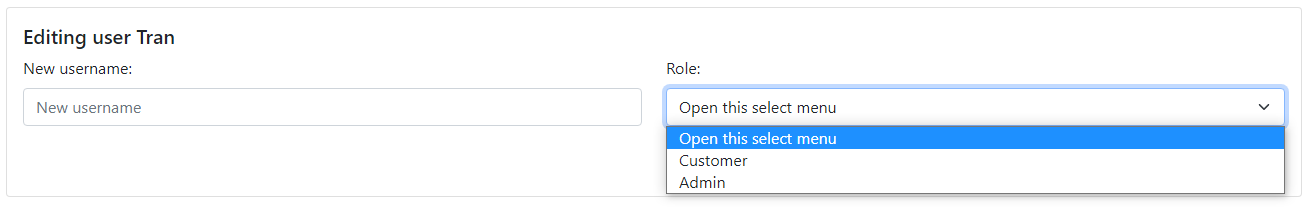 Editing user Tran
New username:
New username
Role:
Open this select menu
Open this select menu
Customer
Admin